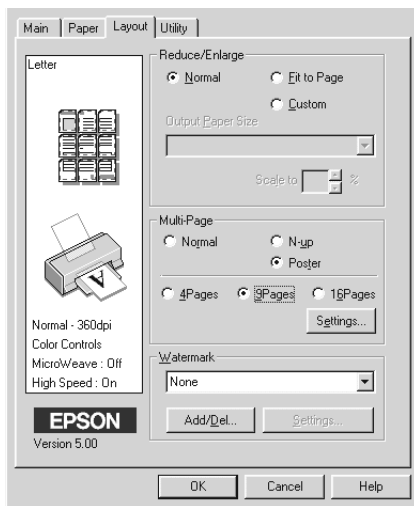 Main Paper Layout Utility
Letter
Normal - 360dpi
Color Controls
MicroWeave : Off
High Speed : On
EPSON
Version 5.00
Reduce/Enlarge
Normal Fit to Page
Custom
Output Paper Size
Scale to %
Multi-Page
Normal N-up
Poster
4Pages 9Pages 16Pages
Settings...
Watermark
None
Add/Del... Settings...
OK Cancel Help